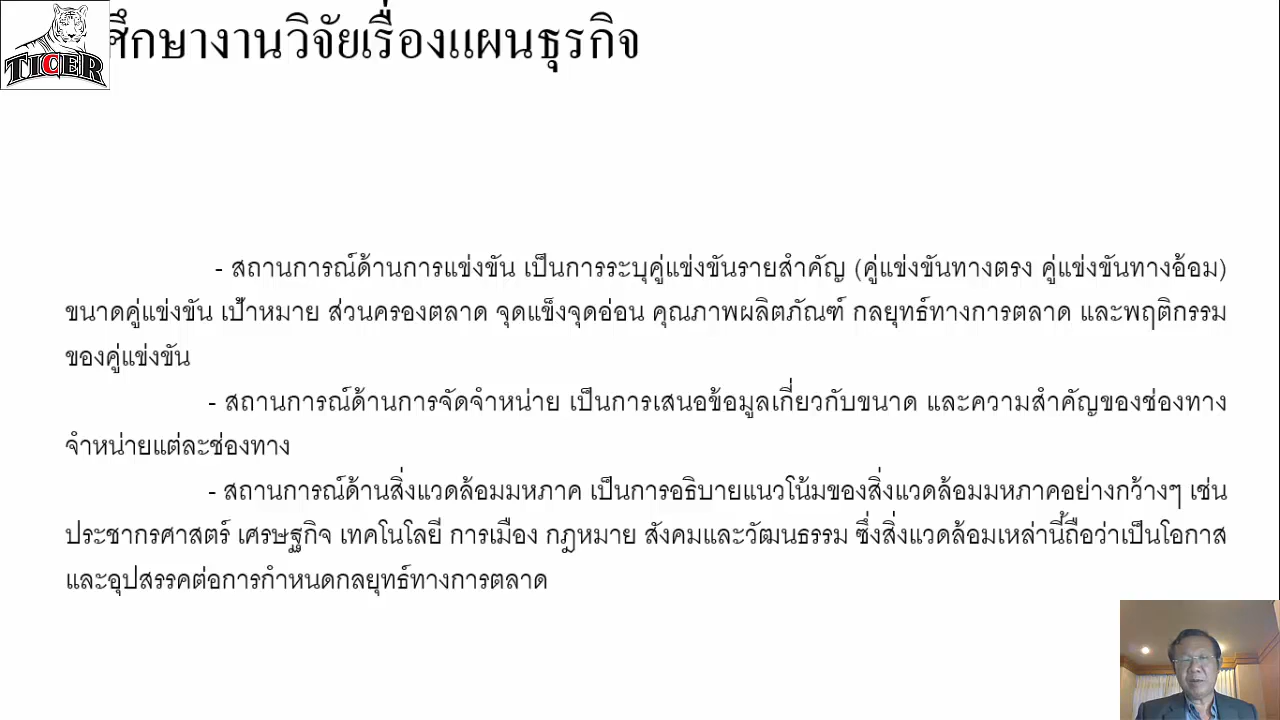 TICER
ศึกษางานวิจัยเรื่องแผนธุรกิจ
- สถานการณ์ด้านการแข่งขัน เป็นการระบุคู่แข่งขันรายสำคัญ (คู่แข่งขันทางตรง คู่แข่งขันทางอ้อม)
ขนาดคู่แข่งขัน เป้าหมาย ส่วนครองตลาด จุดแข็งจุดอ่อน คุณภาพผลิตภัณฑ์ กลยุทธ์ทางการตลาด และพฤติกรรม
ของคู่แข่งขัน
- สถานการณ์ด้านการจัดจำหน่าย เป็นการเสนอข้อมูลเกี่ยวกับขนาด และความสำคัญของช่องทาง
จำหน่ายแต่ละช่องทาง
- สถานการณ์ด้านสิ่งแวดล้อมมหภาค เป็นการอธิบายแนวโน้มของสิ่งแวดล้อมมหภาคอย่างกว้างๆ เช่น
ประชากรศาสตร์ เศรษฐกิจ เทคโนโลยี การเมือง กฎหมาย สังคมและวัฒนธรรม ซึ่งสิ่งแวดล้อมเหล่านี้ถือว่าเป็นโอกาส
และอุปสรรคต่อการกำหนดกลยุทธ์ทางการตลาด